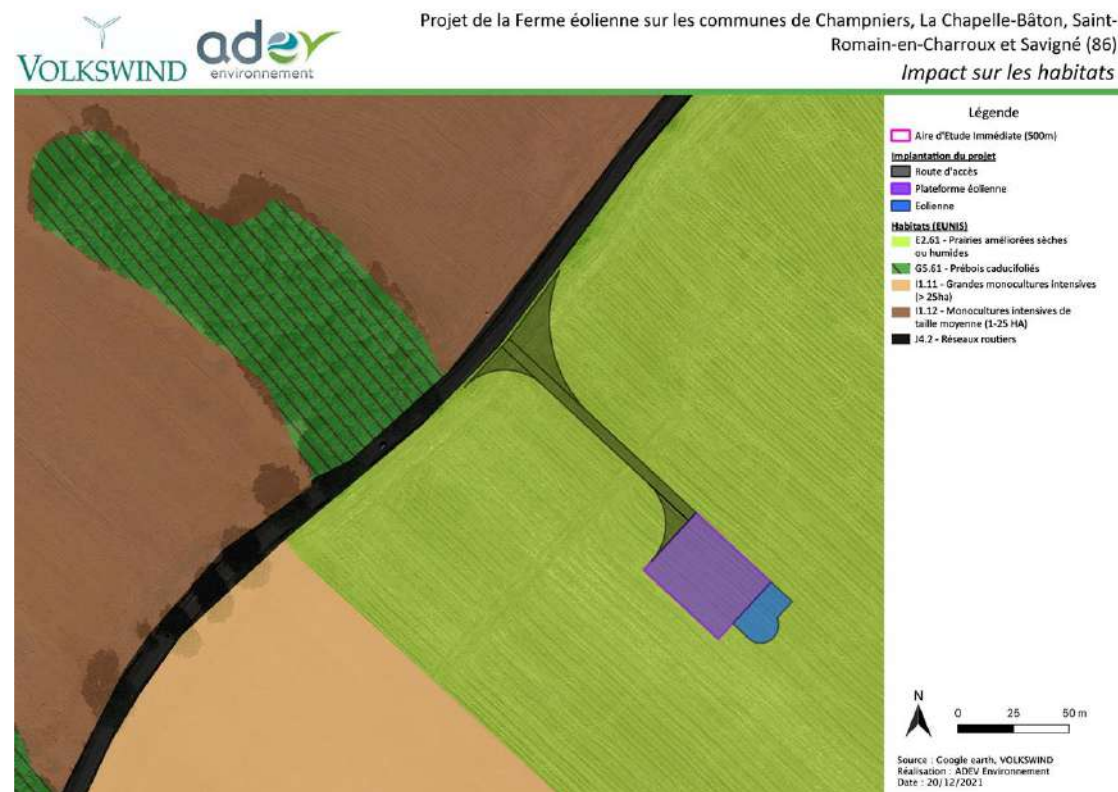 VOLKSWIND
adev
environnement
Projet de la Ferme éolienne sur les communes de Champniers, La Chapelle-Bâton, Saint-
Romain-en-Charroux et Savigné (86)
Impact sur les habitats
Légende
Aire d'Etude Immédiate (500m)
Implantation du projet
Route d'accès
Plateforme éolienne
Eolienne
Habitats (EUNIS)
E2.61 - Prairies améliorées sèches
ou humides
G5.61 - Prébois caducifoliés
I1.11 - Grandes monocultures intensives
(> 25ha)
I1.12 - Monocultures intensives de
taille moyenne (1-25 HA)
J4.2 - Réseaux routiers
N
0 25 50 m
Source : Google earth, VOLKSWIND
Réalisation : ADEV Environnement
Date : 20/12/2021